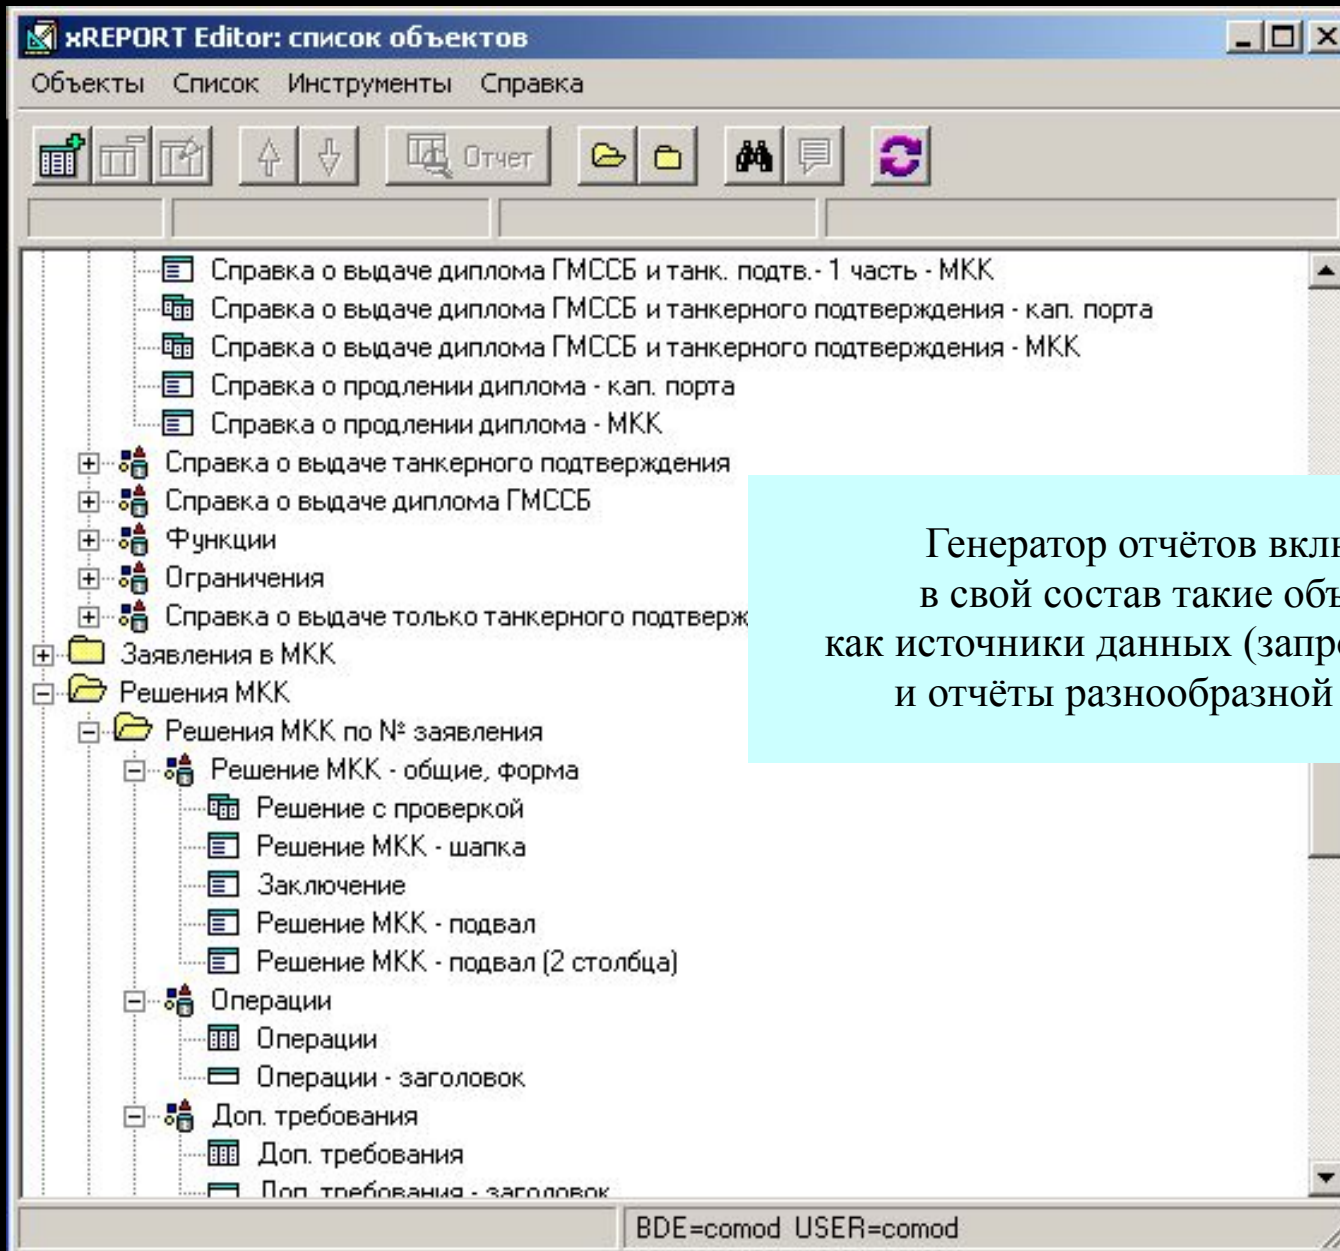 xREPORT Editor: список объектов
Объекты Список Инструменты Справка
Отчет
Справка о выдаче диплома ГМССБ и танк. подтв.- 1 часть - МКК
Справка о выдаче диплома ГМССБ и танкерного подтверждения - кап. порта
Справка о выдаче диплома ГМССБ и танкерного подтверждения - МКК
Справка о продлении диплома - кап. порта
Справка о продлении диплома - МКК
Справка о выдаче танкерного подтверждения
Справка о выдаче диплома ГМССБ
Функции
Ограничения
Справка о выдаче только танкерного подтверж
Заявления в МКК
Решения МКК
Решения МКК по № заявления
Решение МКК - общие, форма
Решение с проверкой
Решение МКК - шапка
Заключение
Решение МКК - подвал
Решение МКК - подвал (2 столбца)
Операции
Операции
Операции - заголовок
Доп. требования
Доп. требования
Доп. требования - заголовок
Генератор отчётов вкл
в свой состав такие объ
как источники данных (запр
и отчёты разнообразной
BDE=comod USER=comod